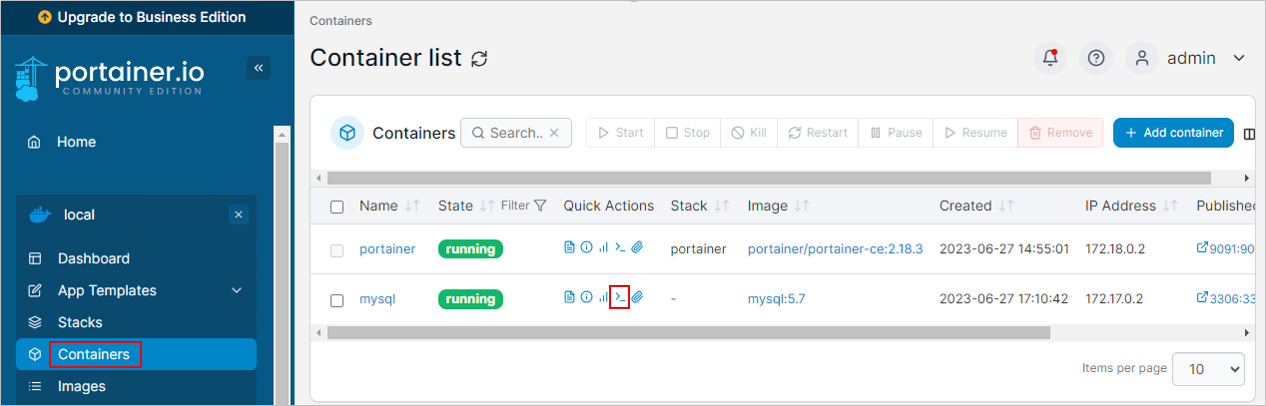 Upgrade to Business Edition
portainer.io
COMMUNITY EDITION
Home
local
Dashboard
App Templates
Stacks
Containers
Images
Containers
Container list
admin
Containers Search.. Start Stop Kill Restart Pause Resume Remove + Add container
Name State Filter Quick Actions Stack Image Created IP Address Published
portainer running portainer portainer/portainer-ce:2.18.3 2023-06-27 14:55:01 172.18.0.2 9091:90
mysql running >_ - mysql:5.7 2023-06-27 17:10:42 172.17.0.2 3306:33
Items per page 10